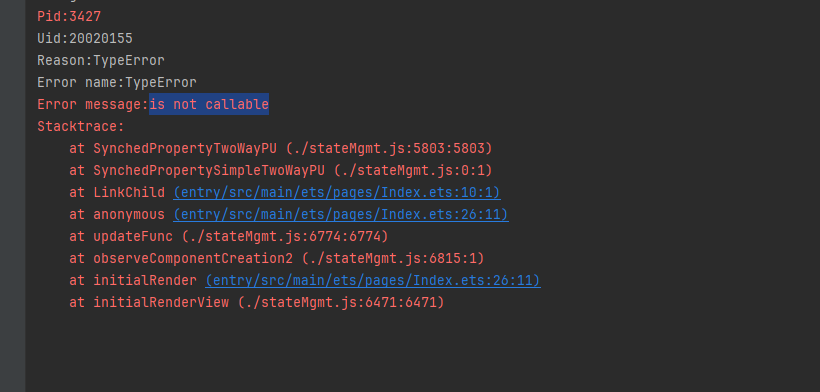 Pid:3427
Uid:20020155
Reason:TypeError
Error name:TypeError
Error message:is not callable
Stacktrace:
at SynchedPropertyTwoWayPU (./stateMgmt.js:5803:5803)
at SynchedPropertySimpleTwoWayPU (./stateMgmt.js:0:1)
at LinkChild (entry/src/main/ets/pages/Index.ets:10:1)
at anonymous (entry/src/main/ets/pages/Index.ets:26:11)
at updateFunc (./stateMgmt.js:6774:6774)
at observeComponentCreation2 (./stateMgmt.js:6815:1)
at initialRender (entry/src/main/ets/pages/Index.ets:26:11)
at initialRenderView (./stateMgmt.js:6471:6471)